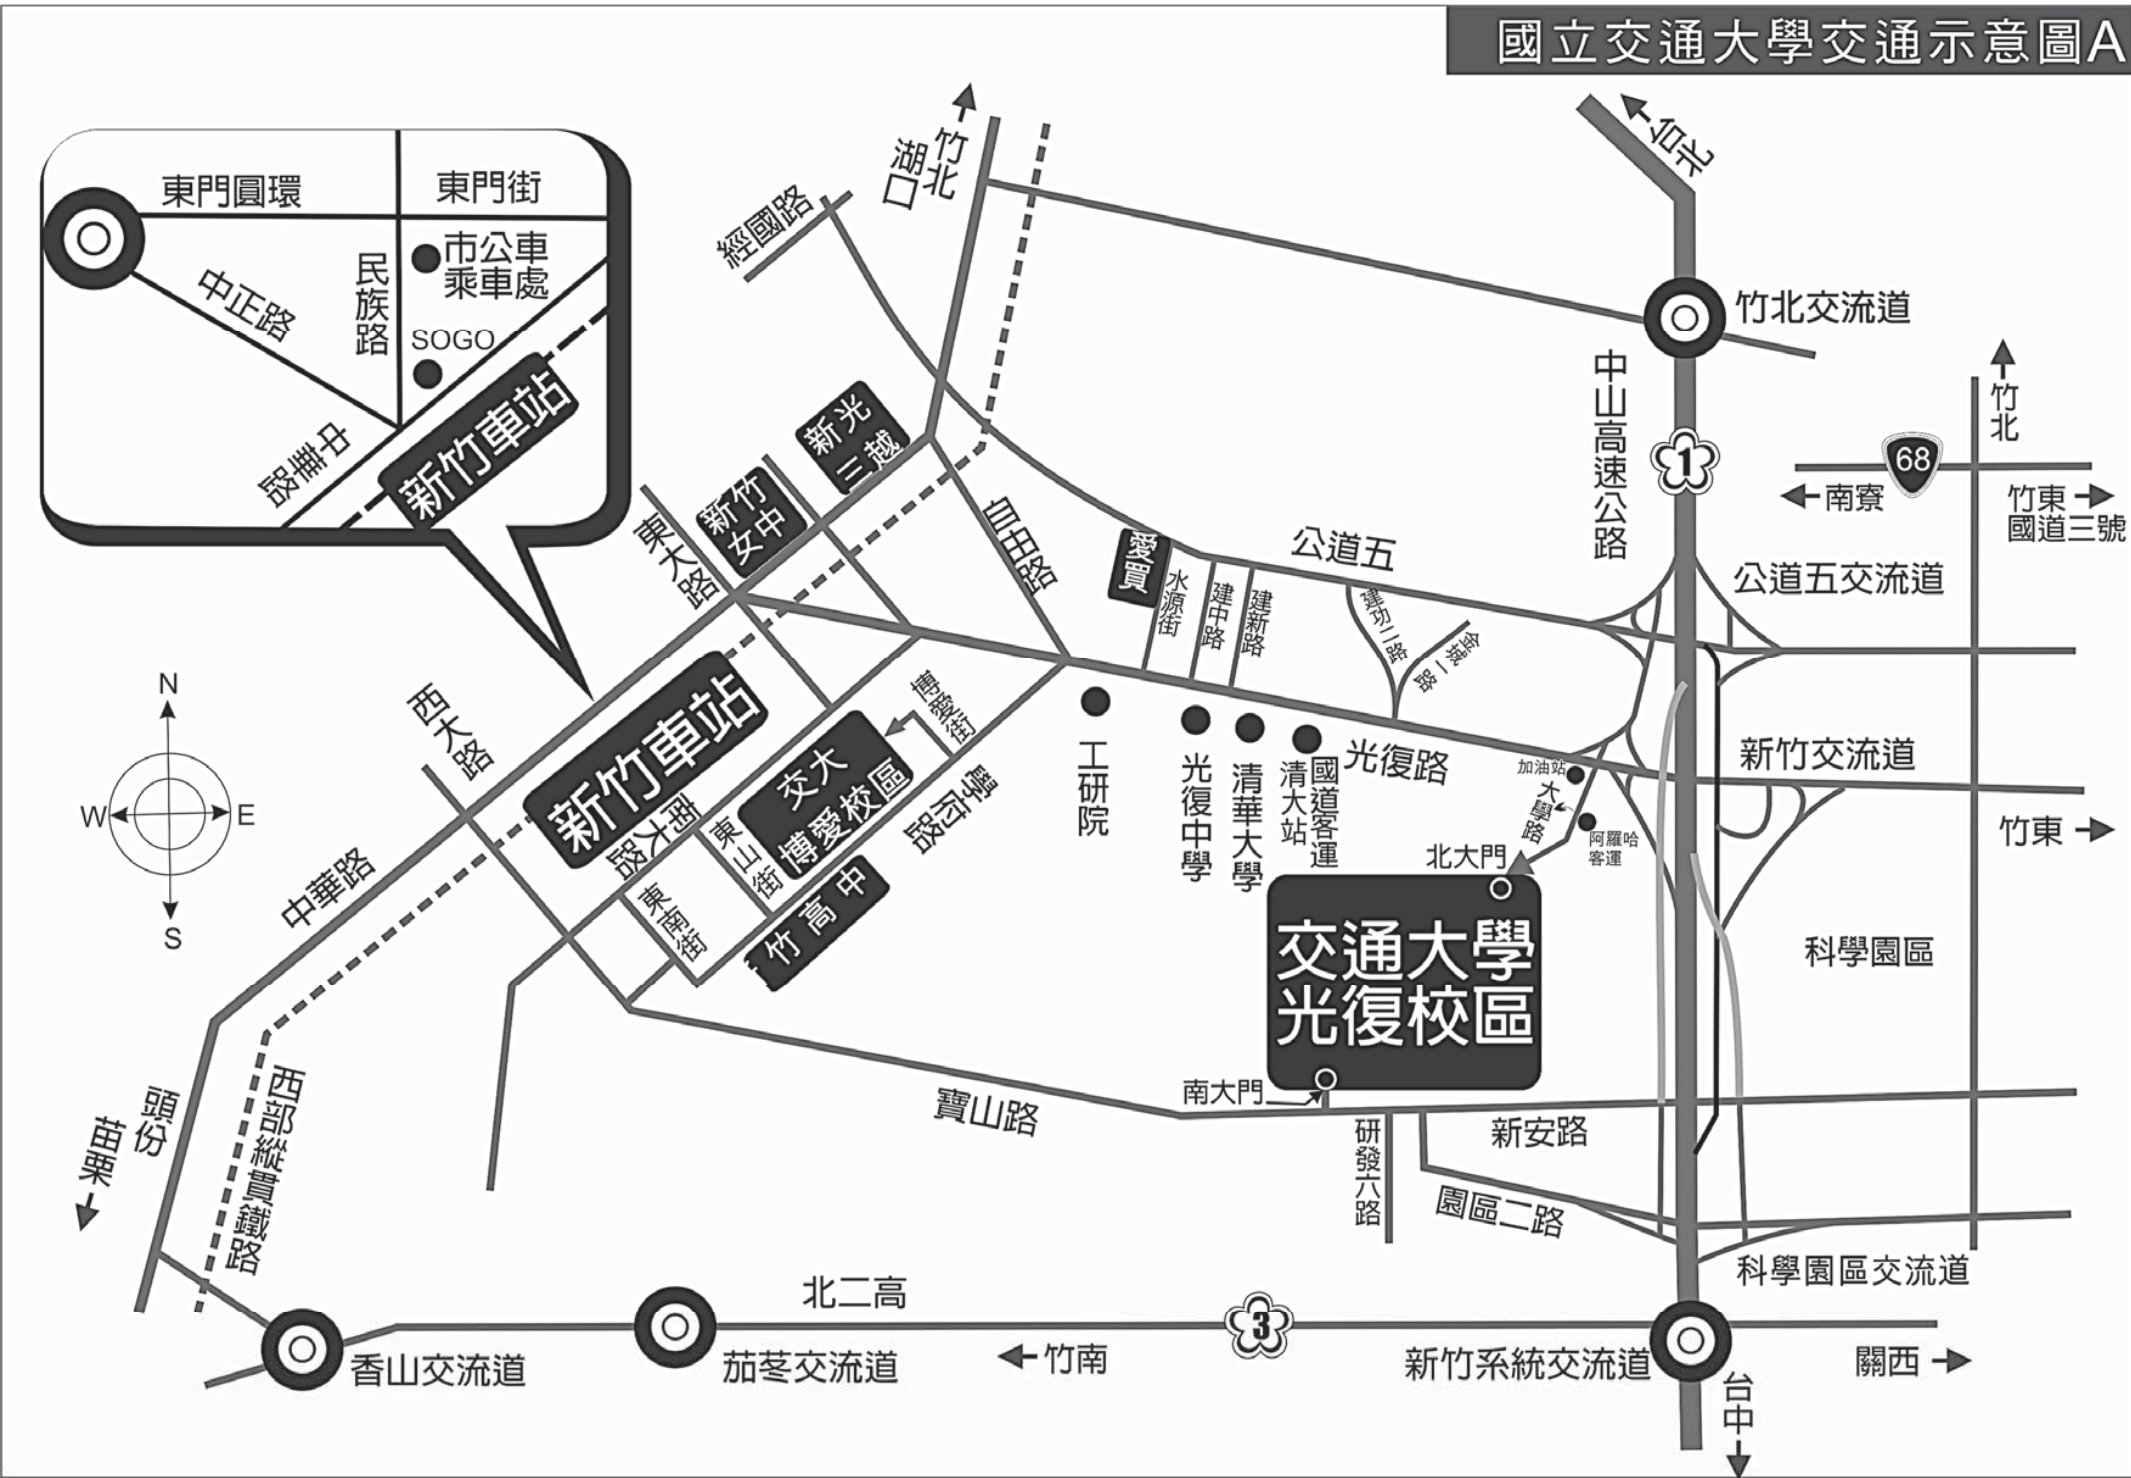 國立交通大學交通示意圖A
東門圓環
東門街
市公車
乘車處
民族路
中正路
SOGO
中華路
新竹車站
竹北
湖口
經國路
台北
竹北交流道
中山高速公路
1
竹北
68
南寮
竹東
國道三號
新光
三越
新竹
女中
東大路
自由路
愛買
水源街
建中路
建新路
公道五
建功二路
金城一路
公道五交流道
N
W
E
S
西大路
新竹車站
南大路
博愛街
交大
博愛校區
東山街
學府路
東南街
竹高中
工研院
光復中學
清華大學
國道客運
清大站
光復路
加油站
大學路
阿羅哈
客運
北大門
新竹交流道
竹東
交通大學
光復校區
科學園區
南大門
中華路
頭份
苗栗
西部縱貫鐵路
寶山路
新安路
研發六路
園區二路
科學園區交流道
北二高
3
香山交流道
茄苳交流道
竹南
新竹系統交流道
關西
台中